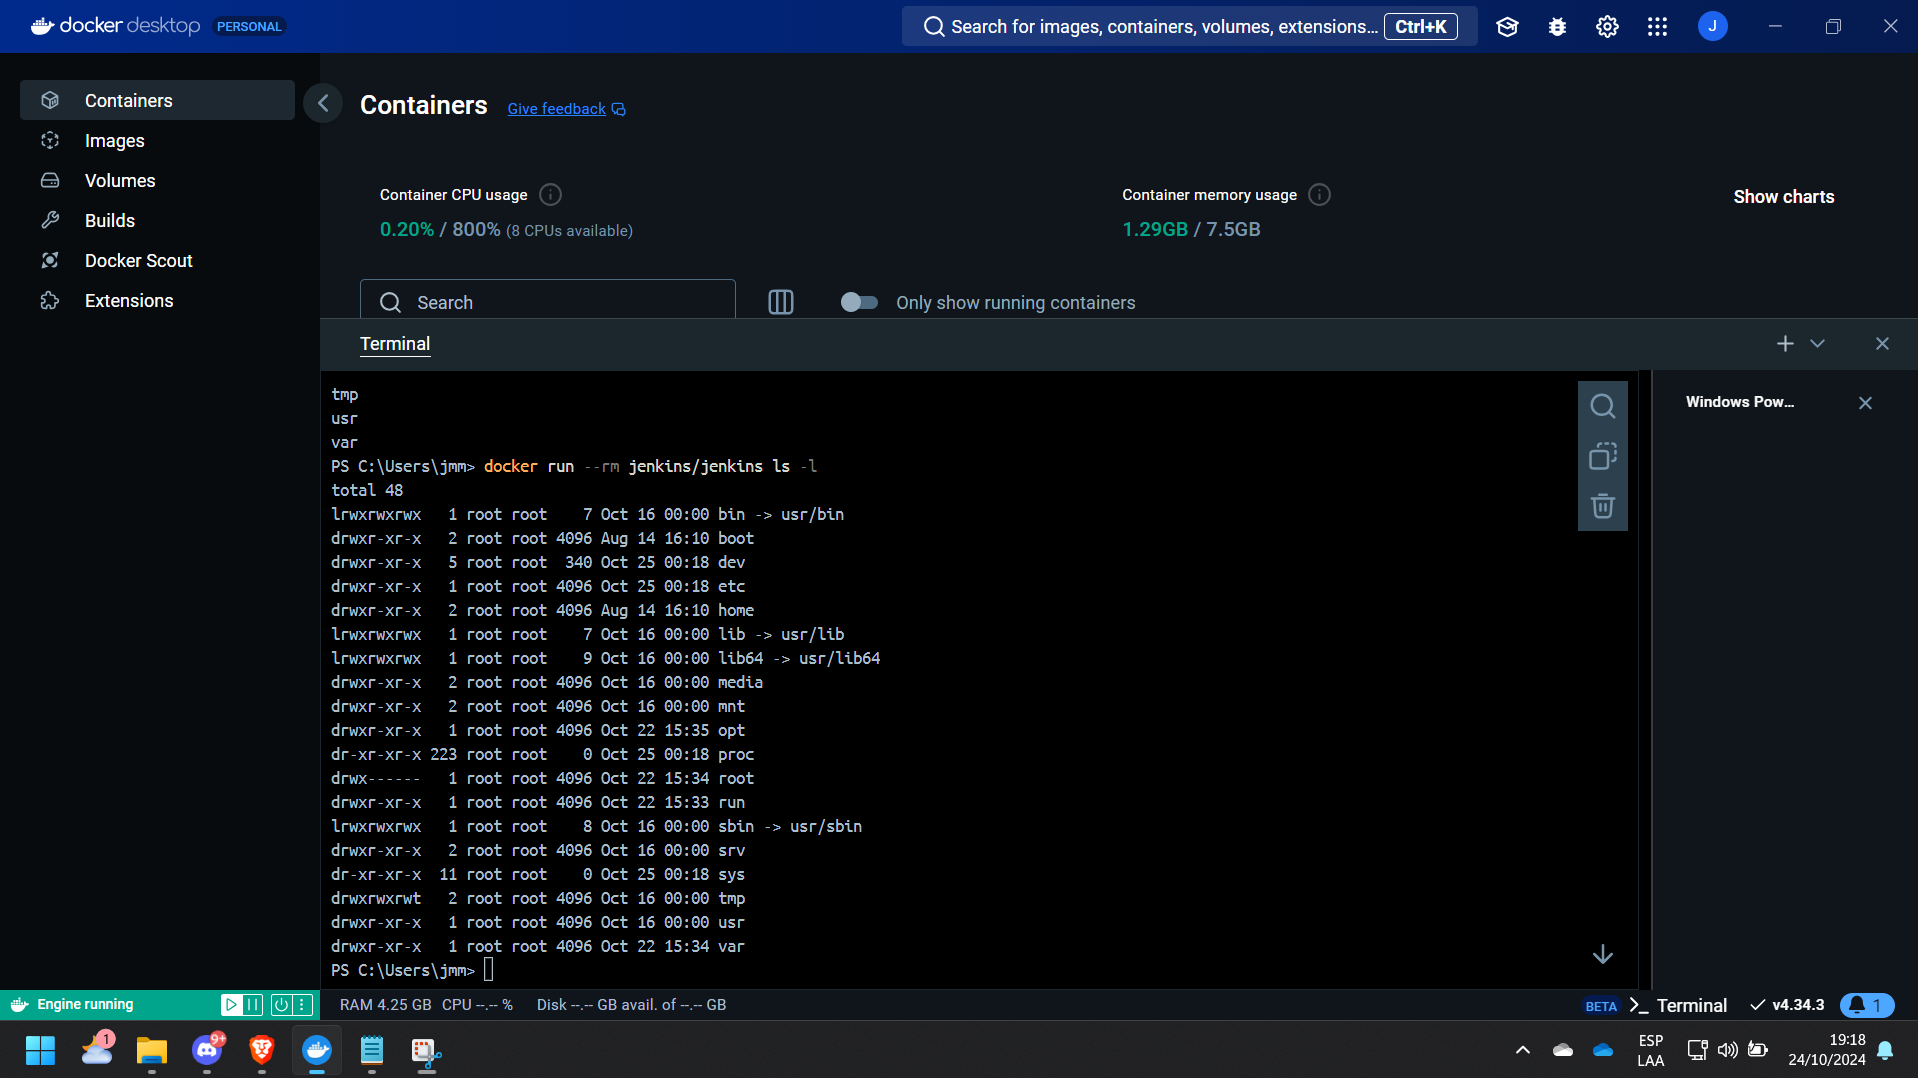 docker desktop PERSONAL
Search for images, containers, volumes, extensions... Ctrl+K
J
Containers
Images
Volumes
Builds
Docker Scout
Extensions
Containers Give feedback
Container CPU usage
0.20% / 800% (8 CPUs available)
Container memory usage
1.29GB / 7.5GB
Show charts
Search
Only show running containers
Terminal
Windows Pow...
tmp
usr
var
PS C:\Users\jmm> docker run --rm jenkins/jenkins ls -l
total 48
lrwxrwxrwx   1 root root    7 Oct 16 00:00 bin -> usr/bin
drwxr-xr-x   2 root root 4096 Aug 14 16:10 boot
drwxr-xr-x   5 root root  340 Oct 25 00:18 dev
drwxr-xr-x   1 root root 4096 Oct 25 00:18 etc
drwxr-xr-x   2 root root 4096 Aug 14 16:10 home
lrwxrwxrwx   1 root root    7 Oct 16 00:00 lib -> usr/lib
lrwxrwxrwx   1 root root    9 Oct 16 00:00 lib64 -> usr/lib64
drwxr-xr-x   2 root root 4096 Oct 16 00:00 media
drwxr-xr-x   2 root root 4096 Oct 16 00:00 mnt
drwxr-xr-x   1 root root 4096 Oct 22 15:35 opt
dr-xr-xr-x 223 root root    0 Oct 25 00:18 proc
drwx------   1 root root 4096 Oct 22 15:34 root
drwxr-xr-x   1 root root 4096 Oct 22 15:33 run
lrwxrwxrwx   1 root root    8 Oct 16 00:00 sbin -> usr/sbin
drwxr-xr-x   2 root root 4096 Oct 16 00:00 srv
dr-xr-xr-x  11 root root    0 Oct 25 00:18 sys
drwxrwxrwt   2 root root 4096 Oct 16 00:00 tmp
drwxr-xr-x   1 root root 4096 Oct 16 00:00 usr
drwxr-xr-x   1 root root 4096 Oct 22 15:34 var
PS C:\Users\jmm>
Engine running
RAM 4.25 GB CPU --.-- % Disk --.-- GB avail. of --.-- GB
BETA >_ Terminal v4.34.3 1
1
9+
ESP
LAA
19:18
24/10/2024